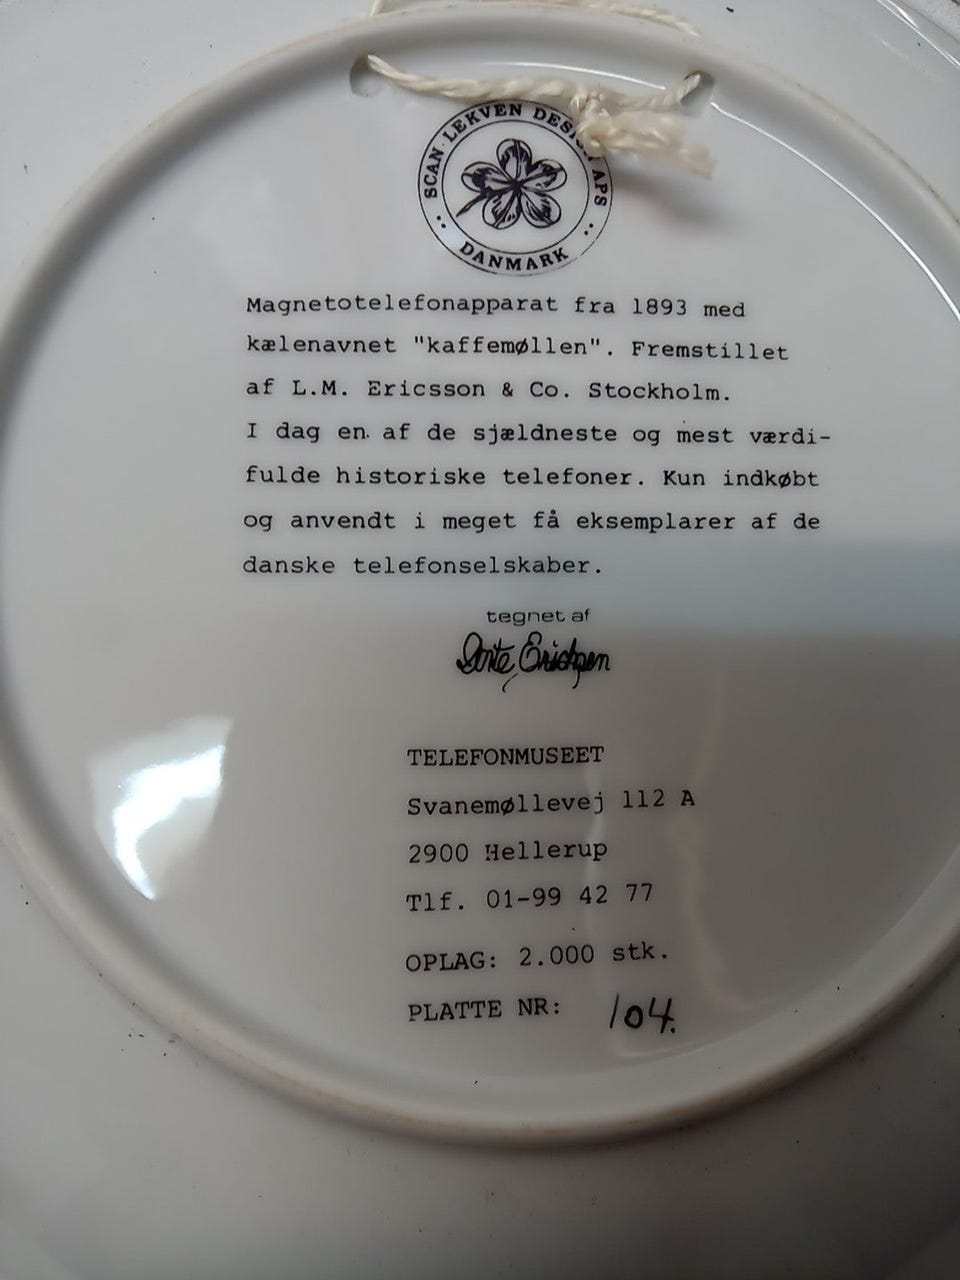 SCAN·LEKVEN DESIGN APS
DANMARK
Magnetotelefonapparat fra 1893 med
kælenavnet "kaffemøllen". Fremstillet
af L.M. Ericsson & Co. Stockholm.
I dag en af de sjældneste og mest værdi-
fulde historiske telefoner. Kun indkøbt
og anvendt i meget få eksemplarer af de
danske telefonselskaber.
tegnet af
Dorte Erichsen
TELEFONMUSEET
Svanemøllevej 112 A
2900 Hellerup
Tlf. 01-99 42 77
OPLAG: 2.000 stk.
PLATTE NR: 104.